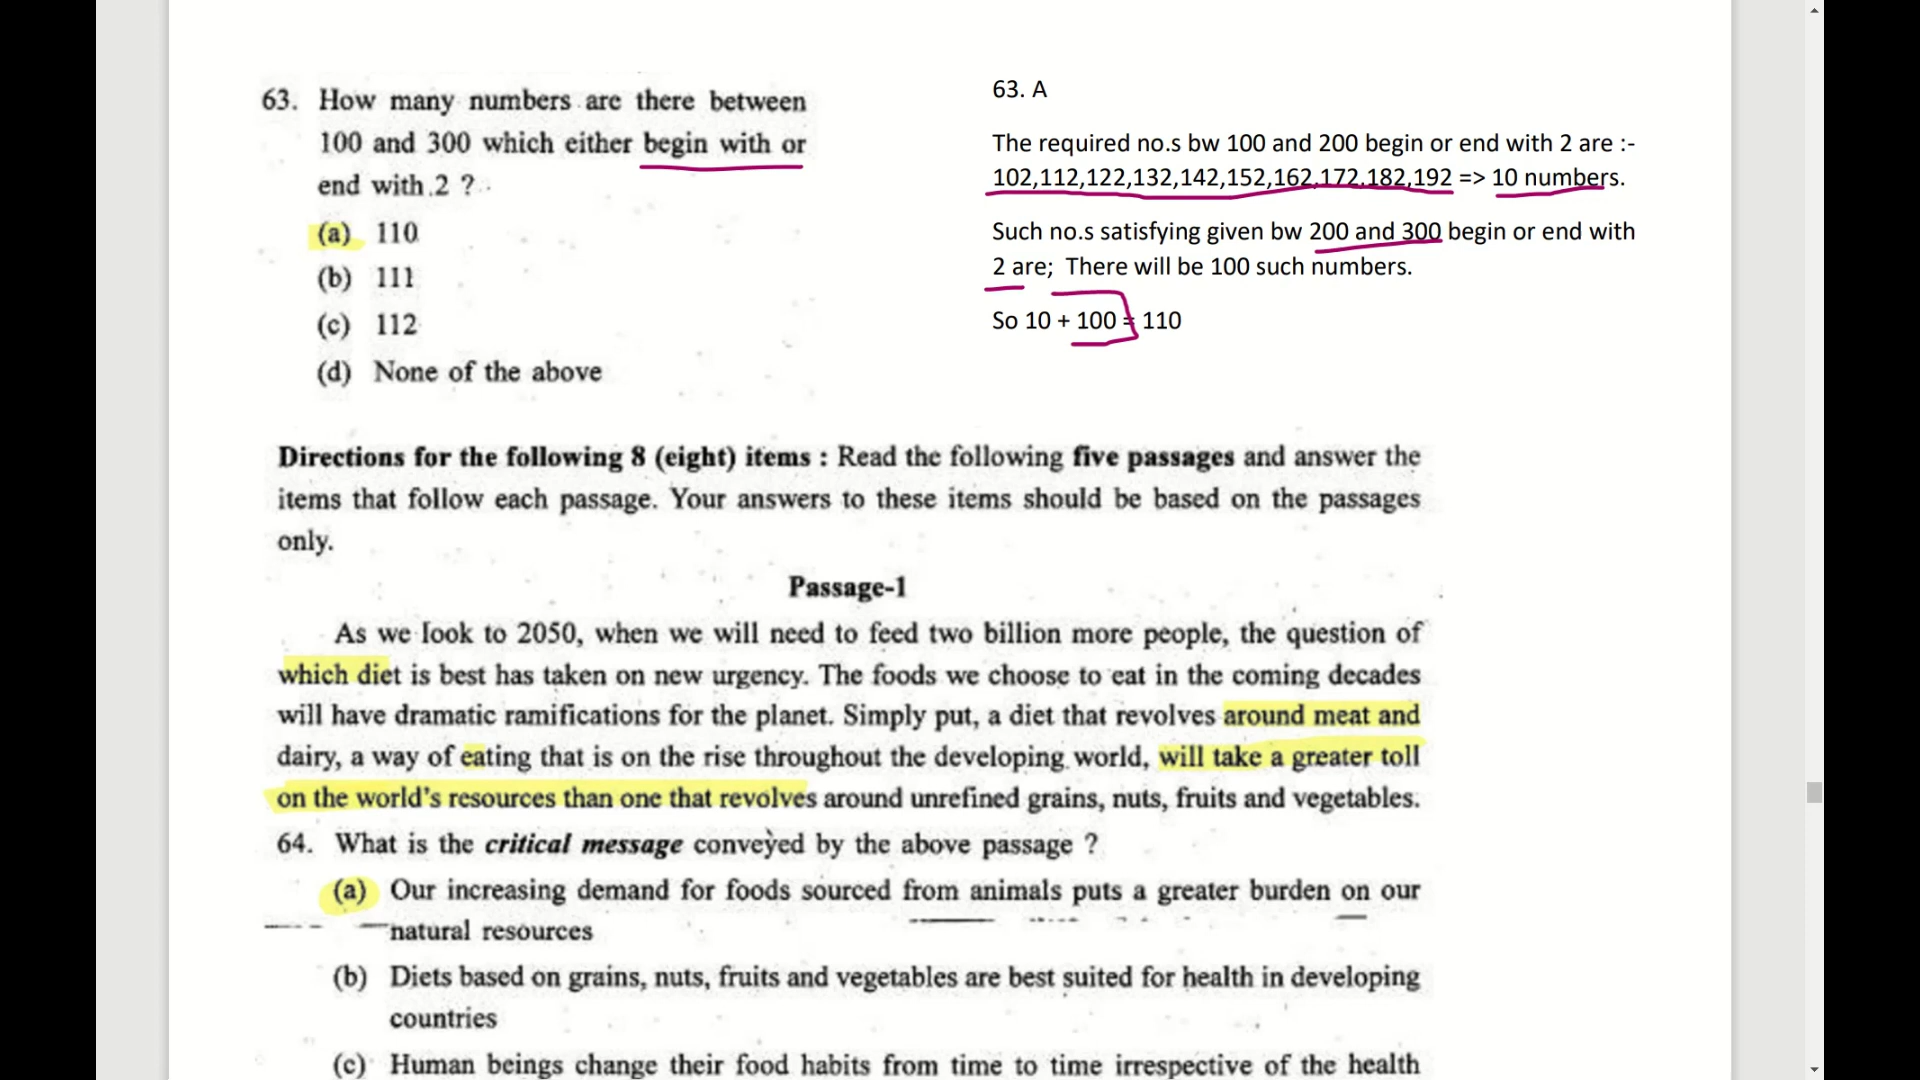 63. How many numbers are there between
100 and 300 which either begin with or
end with 2 ?
(a) 110
(b) 111
(c) 112
(d) None of the above
63. A
The required no.s bw 100 and 200 begin or end with 2 are :-
102,112,122,132,142,152,162,172,182,192 => 10 numbers.
Such no.s satisfying given bw 200 and 300 begin or end with
2 are; There will be 100 such numbers.
So 10 + 100 = 110
Directions for the following 8 (eight) items : Read the following five passages and answer the
items that follow each passage. Your answers to these items should be based on the passages
only.
Passage-1
As we look to 2050, when we will need to feed two billion more people, the question of
which diet is best has taken on new urgency. The foods we choose to eat in the coming decades
will have dramatic ramifications for the planet. Simply put, a diet that revolves around meat and
dairy, a way of eating that is on the rise throughout the developing world, will take a greater toll
on the world's resources than one that revolves around unrefined grains, nuts, fruits and vegetables.
64. What is the critical message conveyed by the above passage ?
(a) Our increasing demand for foods sourced from animals puts a greater burden on our
natural resources
(b) Diets based on grains, nuts, fruits and vegetables are best suited for health in developing
countries
(c) Human beings change their food habits from time to time irrespective of the health